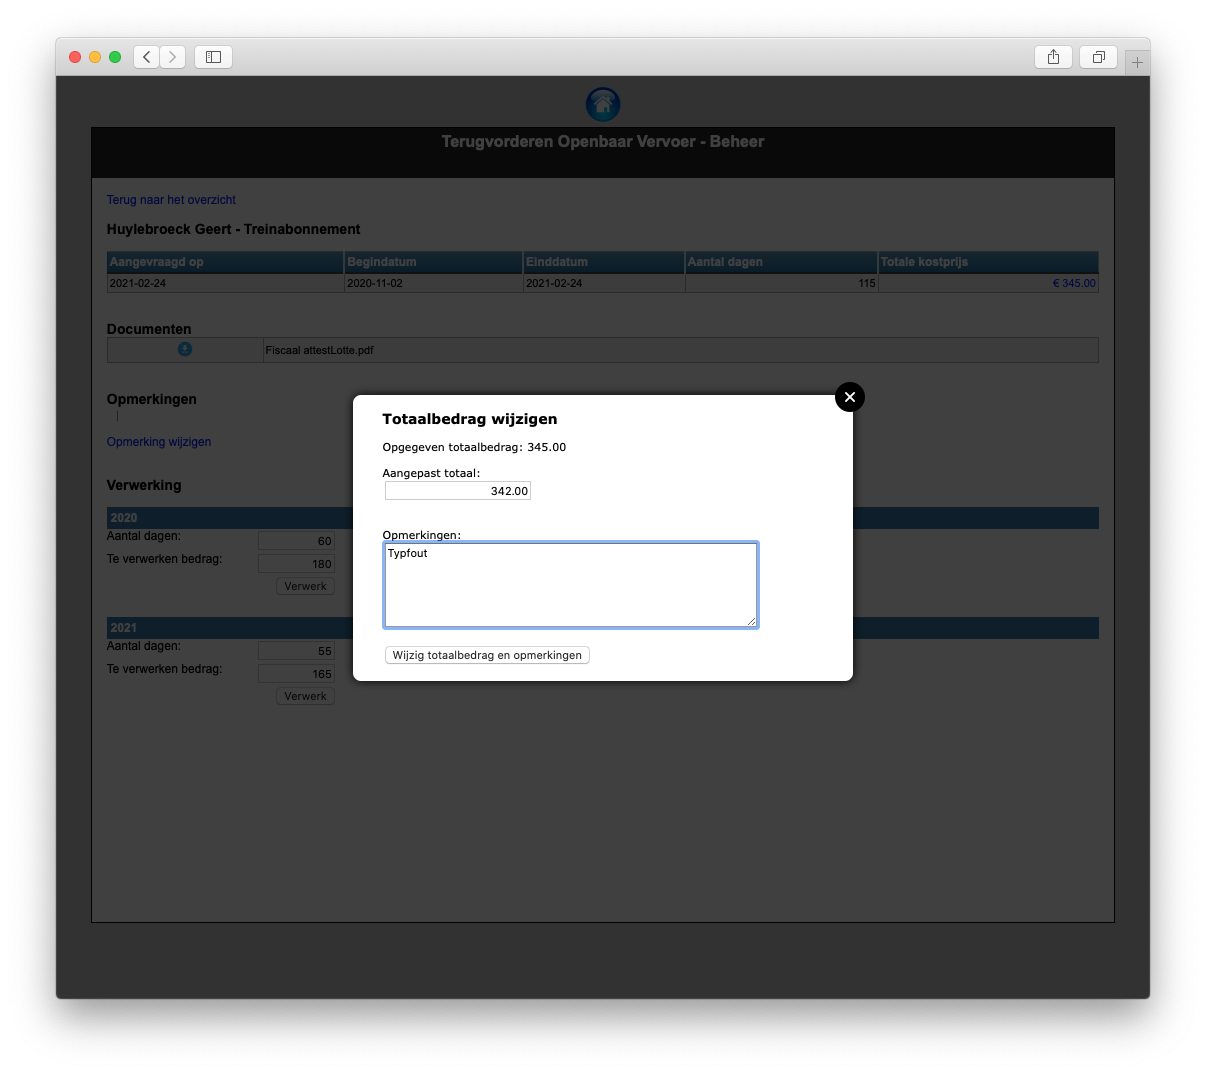 Terugvorderen Openbaar Vervoer - Beheer
Terug naar het overzicht
Huylebroeck Geert - Treinabonnement
Aangevraagd op Begindatum Einddatum Aantal dagen Totale kostprijs
2021-02-24 2020-11-02 2021-02-24 115 € 345.00
Documenten
Fiscaal attestLotte.pdf
Opmerkingen
Opmerking wijzigen
Verwerking
2020
Aantal dagen: 60
Te verwerken bedrag: 180
Verwerk
2021
Aantal dagen: 55
Te verwerken bedrag: 165
Verwerk
Totaalbedrag wijzigen
Opgegeven totaalbedrag: 345.00
Aangepast totaal:
342.00
Opmerkingen:
Typfout
Wijzig totaalbedrag en opmerkingen